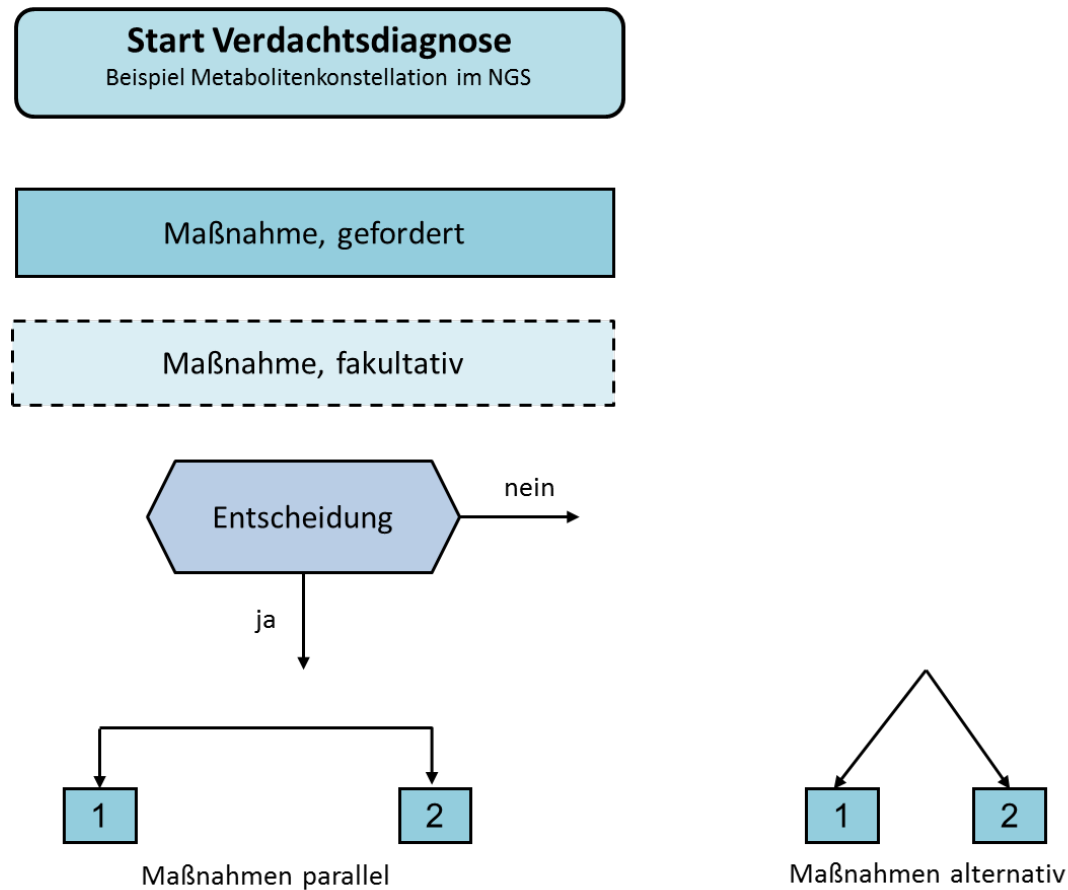 Start Verdachtsdiagnose
Beispiel Metabolitenkonstellation im NGS
Maßnahme, gefordert
Maßnahme, fakultativ
Entscheidung
nein
ja
1
2
Maßnahmen parallel
1
2
Maßnahmen alternativ